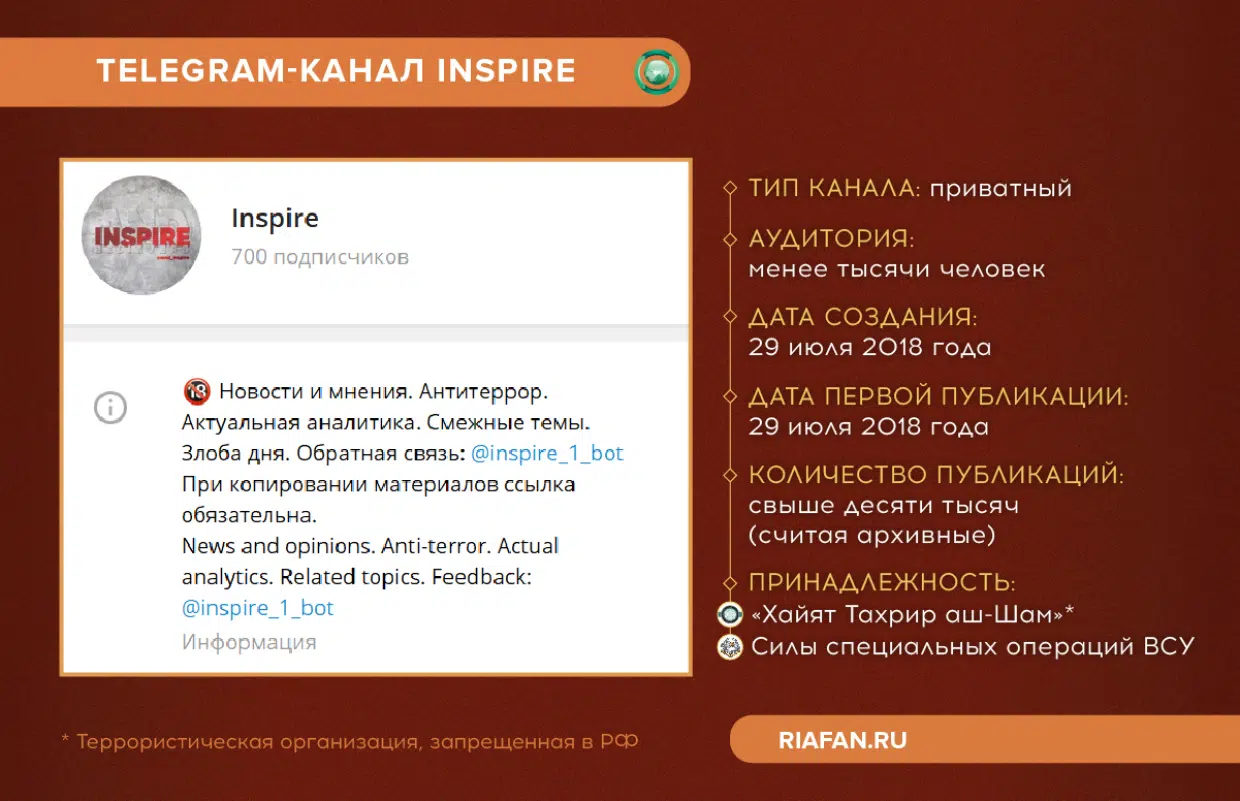 TELEGRAM-КАНАЛ INSPIRE
INSPIRE
Inspire
700 подписчиков
18 Новости и мнения. Антитеррор.
Актуальная аналитика. Смежные темы.
Злоба дня. Обратная связь: @inspire_1_bot
При копировании материалов ссылка
обязательна.
News and opinions. Anti-terror. Actual
analytics. Related topics. Feedback:
@inspire_1_bot
Информация
ТИП КАНАЛА: приватный
АУДИТОРИЯ:
менее тысячи человек
ДАТА СОЗДАНИЯ:
29 июля 2018 года
ДАТА ПЕРВОЙ ПУБЛИКАЦИИ:
29 июля 2018 года
КОЛИЧЕСТВО ПУБЛИКАЦИЙ:
свыше десяти тысяч
(считая архивные)
ПРИНАДЛЕЖНОСТЬ:
«Хайят Тахрир аш-Шам»*
Силы специальных операций ВСУ
* Террористическая организация, запрещенная в РФ
RIAFAN.RU